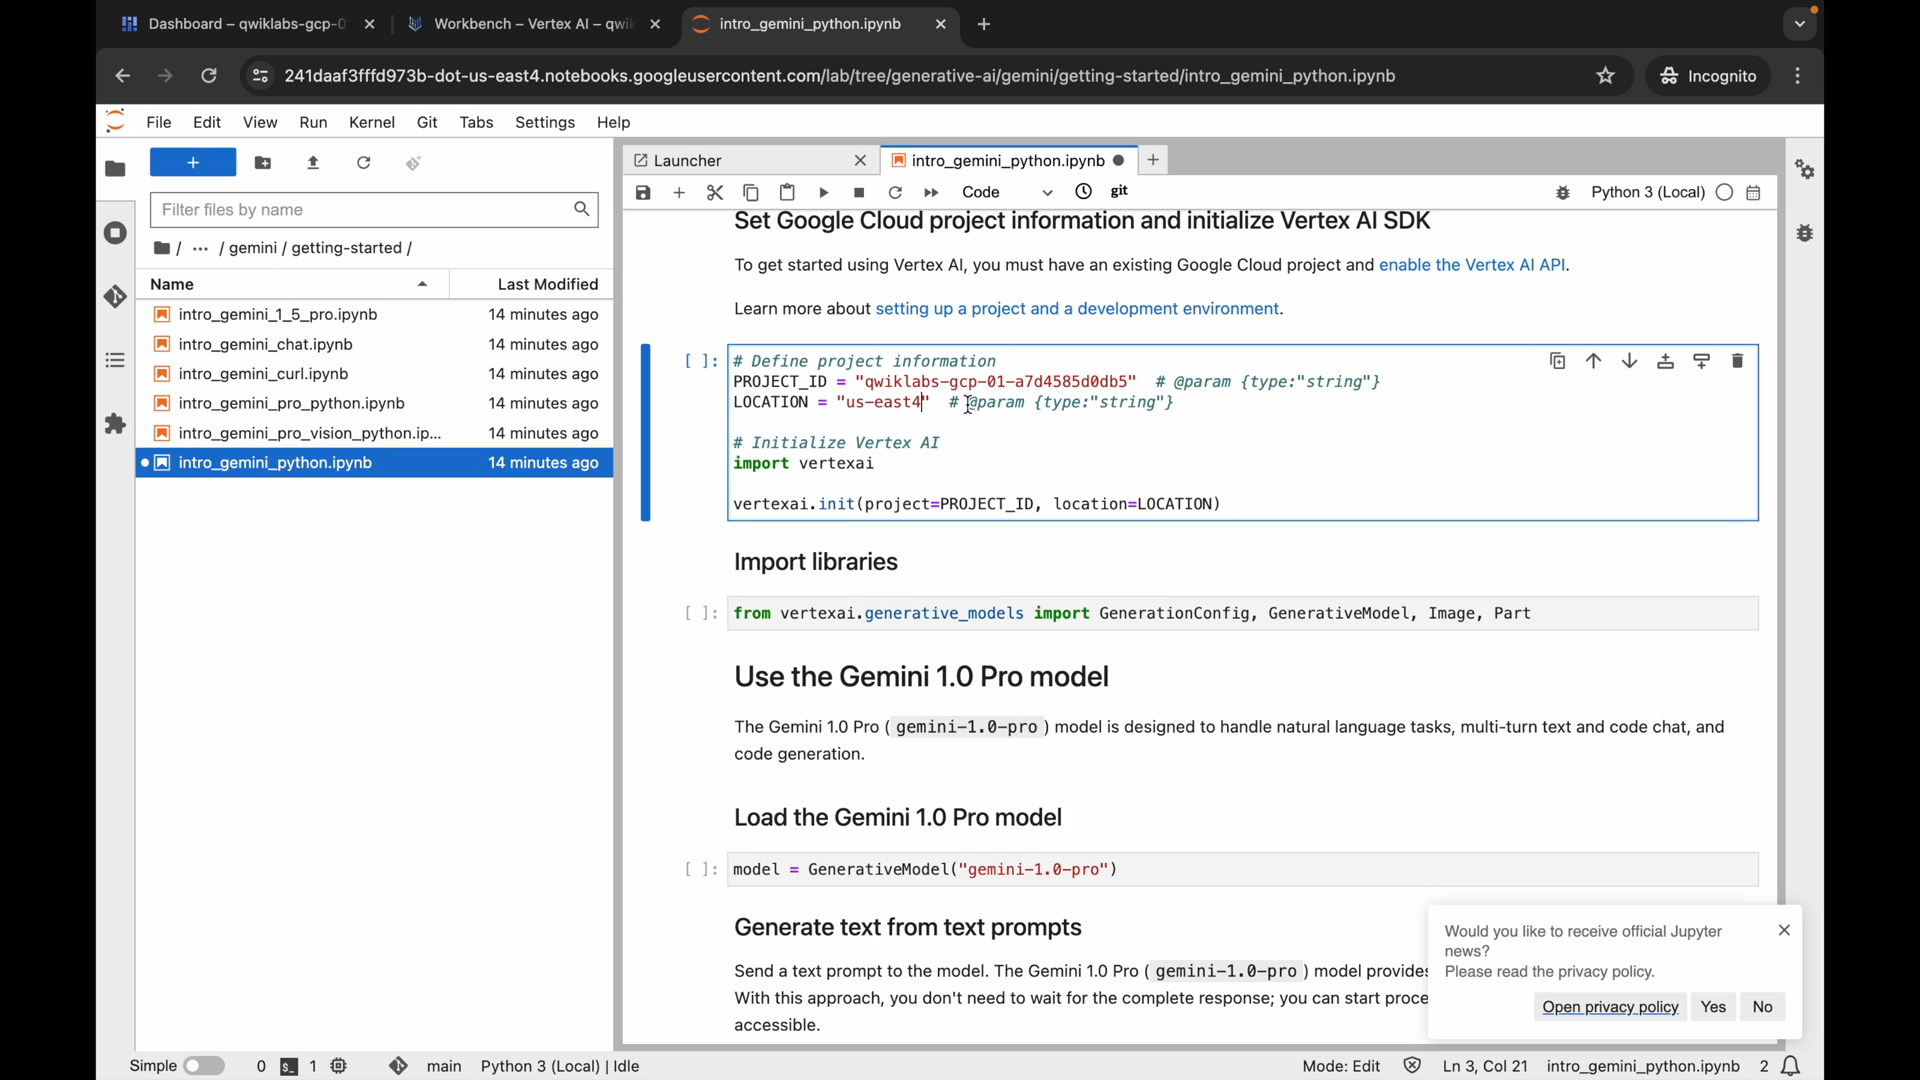 Dashboard – qwiklabs-gcp-0
Workbench – Vertex AI – qwik
intro_gemini_python.ipynb
241daaf3fffd973b-dot-us-east4.notebooks.googleusercontent.com/lab/tree/generative-ai/gemini/getting-started/intro_gemini_python.ipynb
Incognito
File Edit View Run Kernel Git Tabs Settings Help
Launcher
intro_gemini_python.ipynb
Code
git
Python 3 (Local)
Filter files by name
/ ··· / gemini / getting-started /
Name Last Modified
intro_gemini_1_5_pro.ipynb 14 minutes ago
intro_gemini_chat.ipynb 14 minutes ago
intro_gemini_curl.ipynb 14 minutes ago
intro_gemini_pro_python.ipynb 14 minutes ago
intro_gemini_pro_vision_python.ip... 14 minutes ago
intro_gemini_python.ipynb 14 minutes ago
Set Google Cloud project information and initialize Vertex AI SDK
To get started using Vertex AI, you must have an existing Google Cloud project and enable the Vertex AI API.
Learn more about setting up a project and a development environment.
[ ]: # Define project information
PROJECT_ID = "qwiklabs-gcp-01-a7d4585d0db5" # @param {type:"string"}
LOCATION = "us-east4" # @param {type:"string"}
# Initialize Vertex AI
import vertexai
vertexai.init(project=PROJECT_ID, location=LOCATION)
Import libraries
[ ]: from vertexai.generative_models import GenerationConfig, GenerativeModel, Image, Part
Use the Gemini 1.0 Pro model
The Gemini 1.0 Pro ( gemini-1.0-pro ) model is designed to handle natural language tasks, multi-turn text and code chat, and
code generation.
Load the Gemini 1.0 Pro model
[ ]: model = GenerativeModel("gemini-1.0-pro")
Generate text from text prompts
Send a text prompt to the model. The Gemini 1.0 Pro ( gemini-1.0-pro ) model provides
With this approach, you don't need to wait for the complete response; you can start proce
accessible.
Would you like to receive official Jupyter
news?
Please read the privacy policy.
Open privacy policy Yes No
Simple 0 1 main Python 3 (Local) | Idle Mode: Edit Ln 3, Col 21 intro_gemini_python.ipynb 2